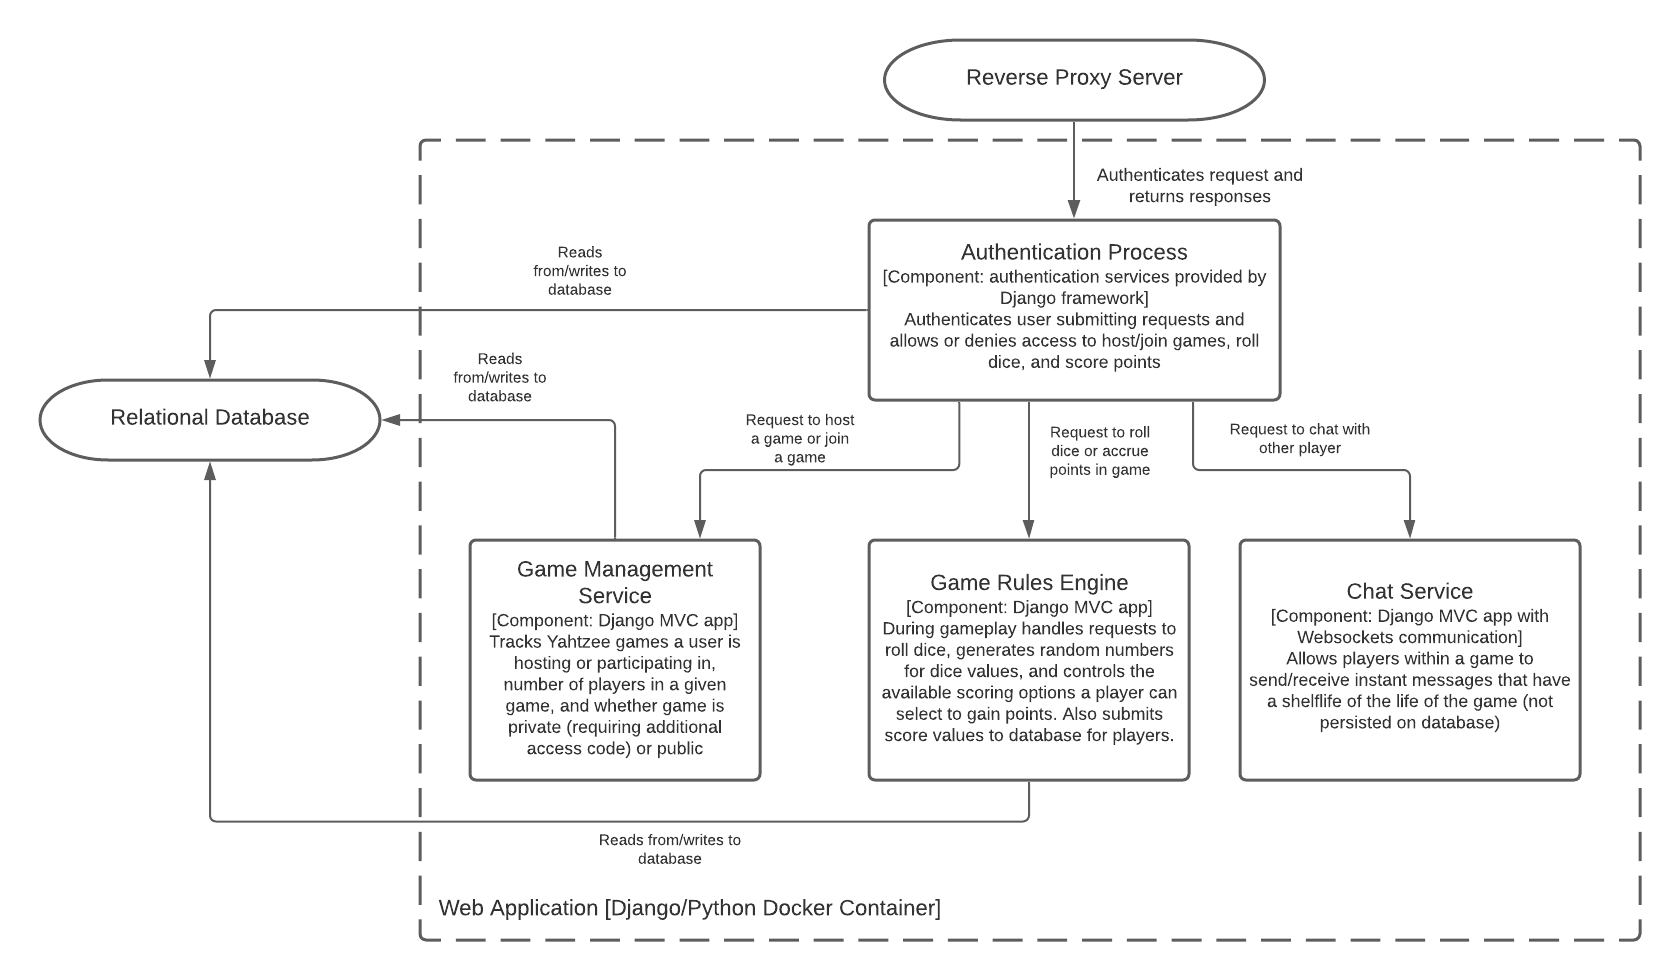 Reverse Proxy Server
Authenticates request and
returns responses
Authentication Process
[Component: authentication services provided by
Django framework]
Authenticates user submitting requests and
allows or denies access to host/join games, roll
dice, and score points
Reads
from/writes to
database
Reads
from/writes to
database
Relational Database
Request to host
a game or join
a game
Request to roll
dice or accrue
points in game
Request to chat with
other player
Game Management
Service
[Component: Django MVC app]
Tracks Yahtzee games a user is
hosting or participating in,
number of players in a given
game, and whether game is
private (requiring additional
access code) or public
Game Rules Engine
[Component: Django MVC app]
During gameplay handles requests to
roll dice, generates random numbers
for dice values, and controls the
available scoring options a player can
select to gain points. Also submits
score values to database for players.
Chat Service
[Component: Django MVC app with
Websockets communication]
Allows players within a game to
send/receive instant messages that have
a shelflife of the life of the game (not
persisted on database)
Reads from/writes to
database
Web Application [Django/Python Docker Container]